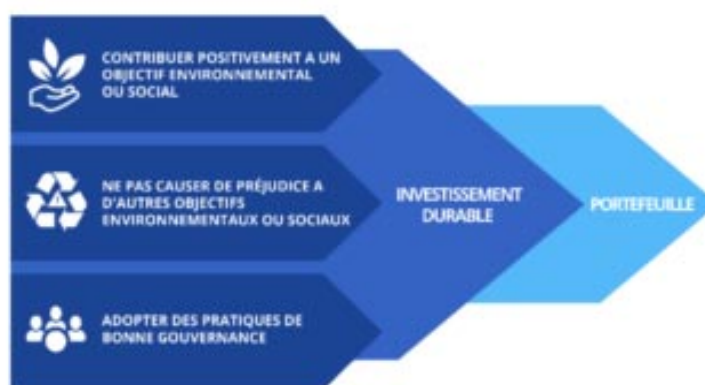 CONTRIBUER POSITIVEMENT A UN
OBJECTIF ENVIRONNEMENTAL
OU SOCIAL
NE PAS CAUSER DE PRÉJUDICE A
D'AUTRES OBJECTIFS
ENVIRONNEMENTAUX OU SOCIAUX
ADOPTER DES PRATIQUES DE
BONNE GOUVERNANCE
INVESTISSEMENT
DURABLE
PORTEFEUILLE